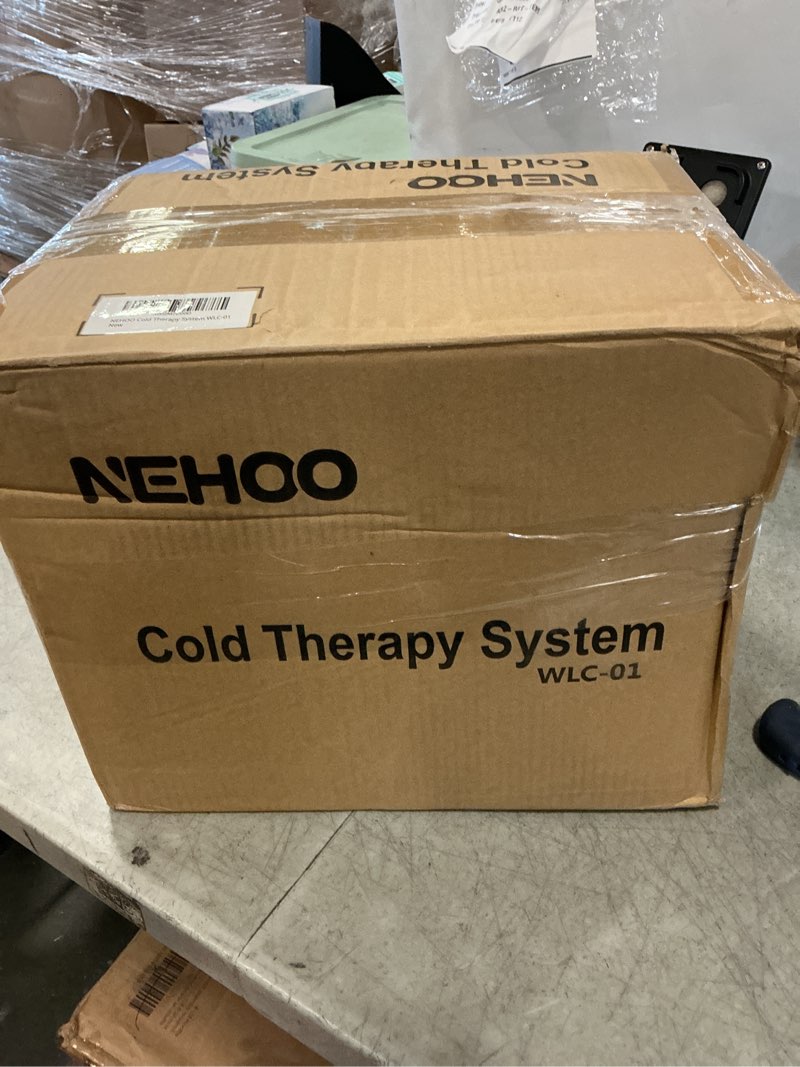 NEHOO
Cold Therapy System
NEHOO Cold Therapy System WLC-01
New
NEHOO
Cold Therapy System
WLC-01